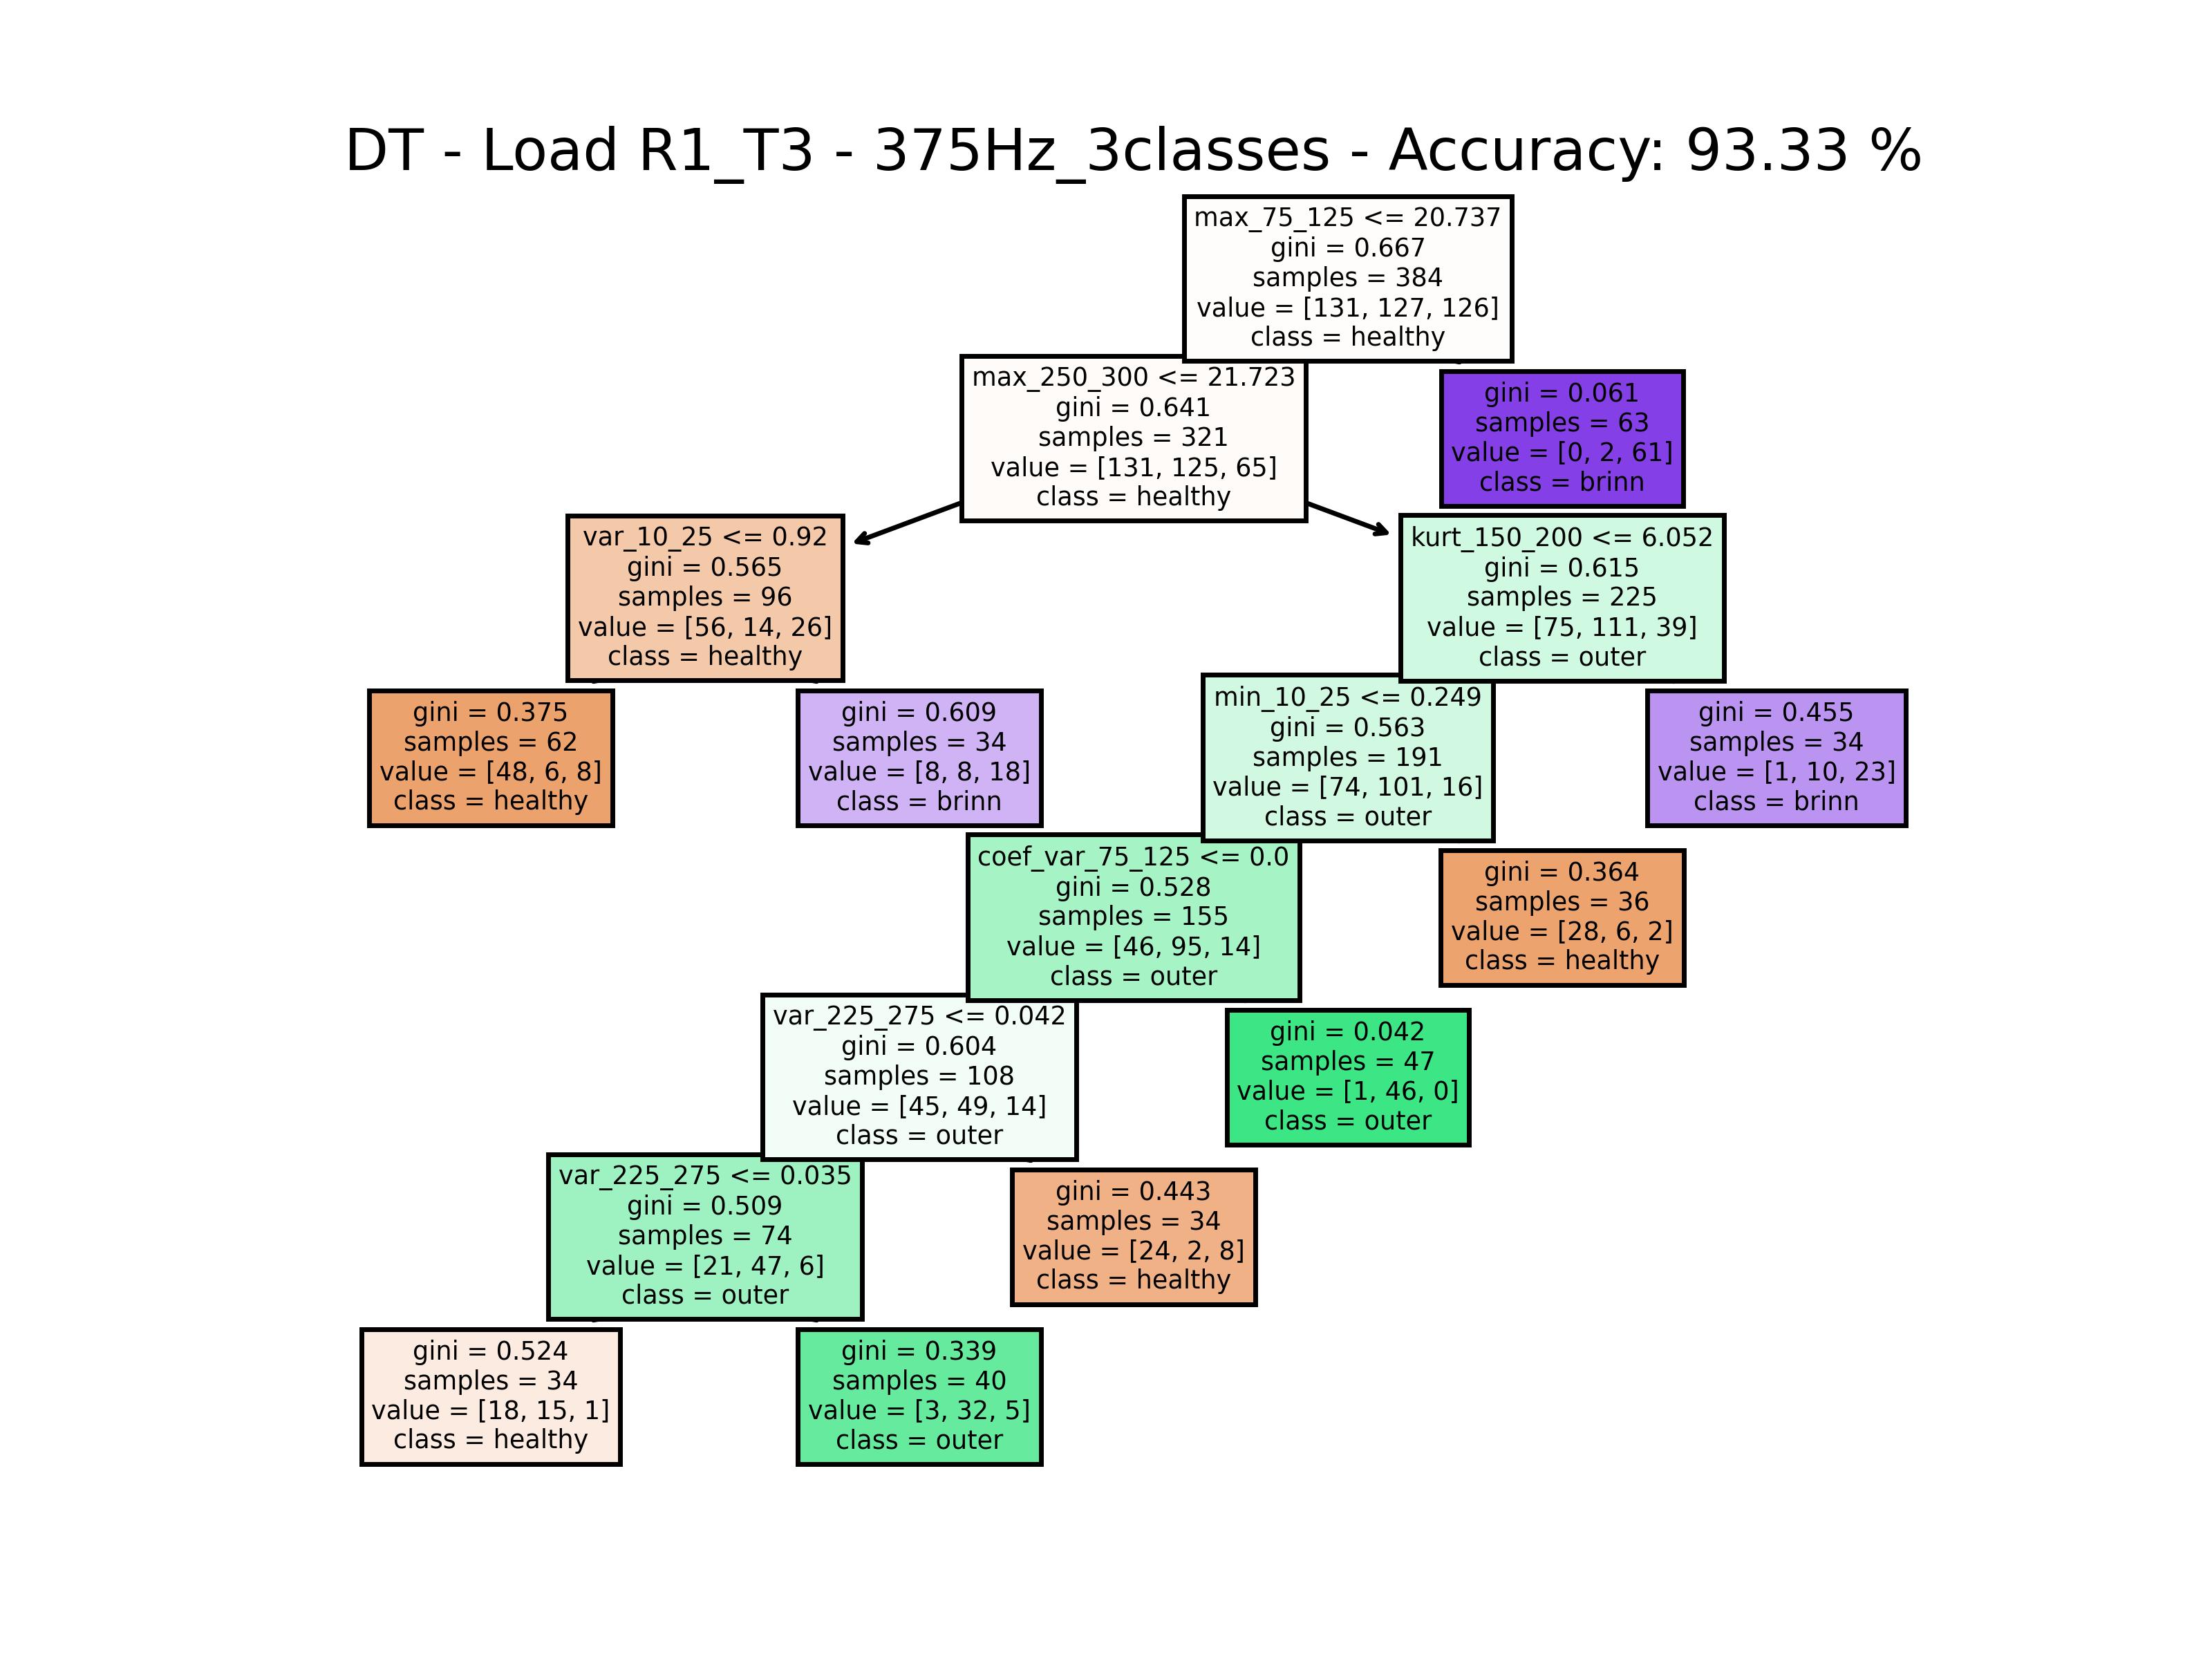 DT - Load R1_T3 - 375Hz_3classes - Accuracy: 93.33 %
max_75_125 <= 20.737
gini = 0.667
samples = 384
value = [131, 127, 126]
class = healthy
max_250_300 <= 21.723
gini = 0.641
samples = 321
value = [131, 125, 65]
class = healthy
gini = 0.061
samples = 63
value = [0, 2, 61]
class = brinn
var_10_25 <= 0.92
gini = 0.565
samples = 96
value = [56, 14, 26]
class = healthy
kurt_150_200 <= 6.052
gini = 0.615
samples = 225
value = [75, 111, 39]
class = outer
gini = 0.375
samples = 62
value = [48, 6, 8]
class = healthy
gini = 0.609
samples = 34
value = [8, 8, 18]
class = brinn
min_10_25 <= 0.249
gini = 0.563
samples = 191
value = [74, 101, 16]
class = outer
gini = 0.455
samples = 34
value = [1, 10, 23]
class = brinn
coef_var_75_125 <= 0.0
gini = 0.528
samples = 155
value = [46, 95, 14]
class = outer
gini = 0.364
samples = 36
value = [28, 6, 2]
class = healthy
var_225_275 <= 0.042
gini = 0.604
samples = 108
value = [45, 49, 14]
class = outer
gini = 0.042
samples = 47
value = [1, 46, 0]
class = outer
var_225_275 <= 0.035
gini = 0.509
samples = 74
value = [21, 47, 6]
class = outer
gini = 0.443
samples = 34
value = [24, 2, 8]
class = healthy
gini = 0.524
samples = 34
value = [18, 15, 1]
class = healthy
gini = 0.339
samples = 40
value = [3, 32, 5]
class = outer